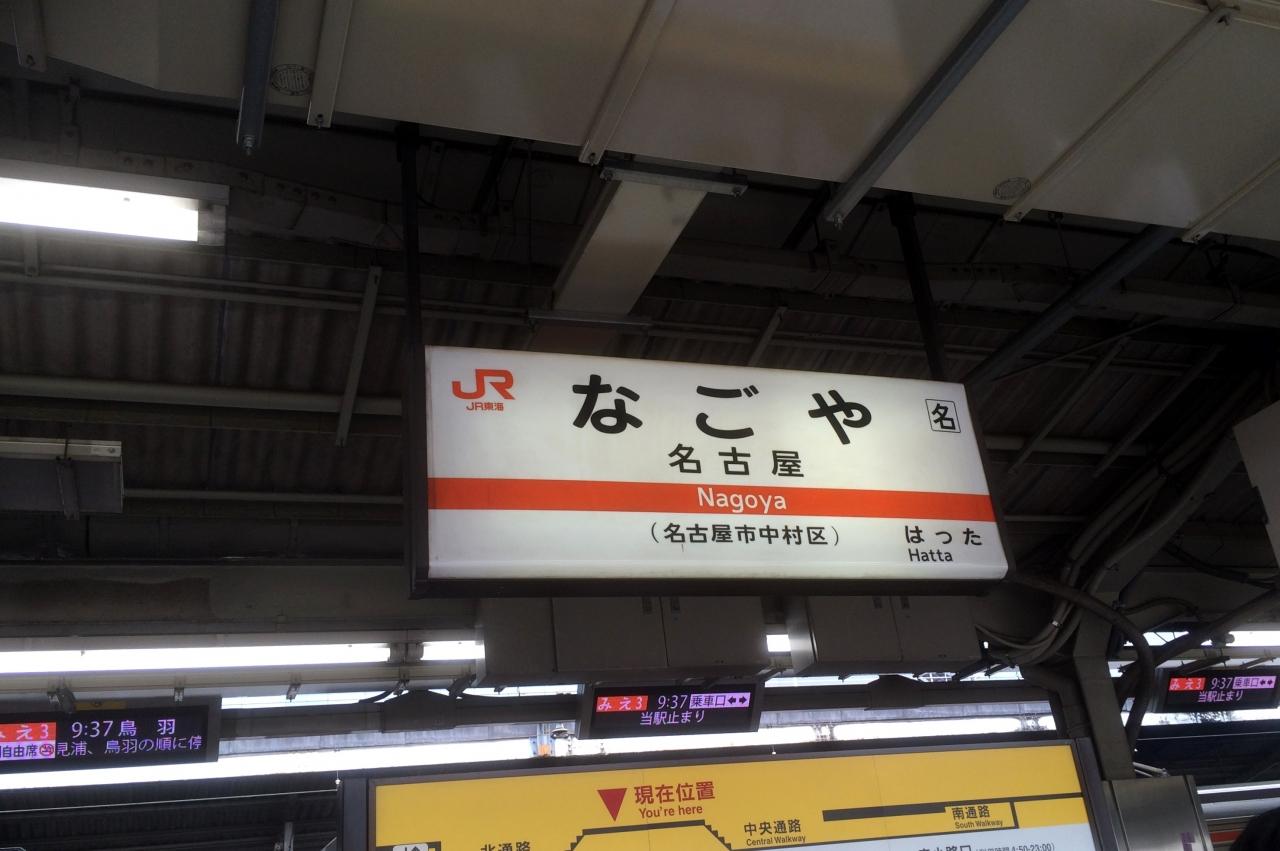 JR
JR東海
なごや
名
名古屋
Nagoya
(名古屋市中村区)
はった
Hatta
みえ3 9:37 鳥羽
自由席
見浦、鳥羽の順に停
みえ3 9:37 乗車口
当駅止まり
みえ3 9:37 乗車口
当駅止まり
現在位置
You're here
北通路
中央通路
Central Walkway
南通路
South Walkway
4:50-23:00)